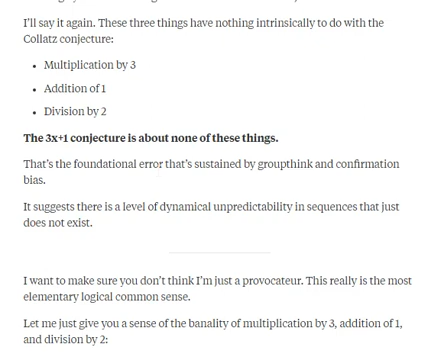 I'll say it again. These three things have nothing intrinsically to do with the
Collatz conjecture:
• Multiplication by 3
• Addition of 1
• Division by 2
The 3x+1 conjecture is about none of these things.
That's the foundational error that's sustained by groupthink and confirmation
bias.
It suggests there is a level of dynamical unpredictability in sequences that just
does not exist.
I want to make sure you don't think I'm just a provocateur. This really is the most
elementary logical common sense.
Let me just give you a sense of the banality of multiplication by 3, addition of 1,
and division by 2: